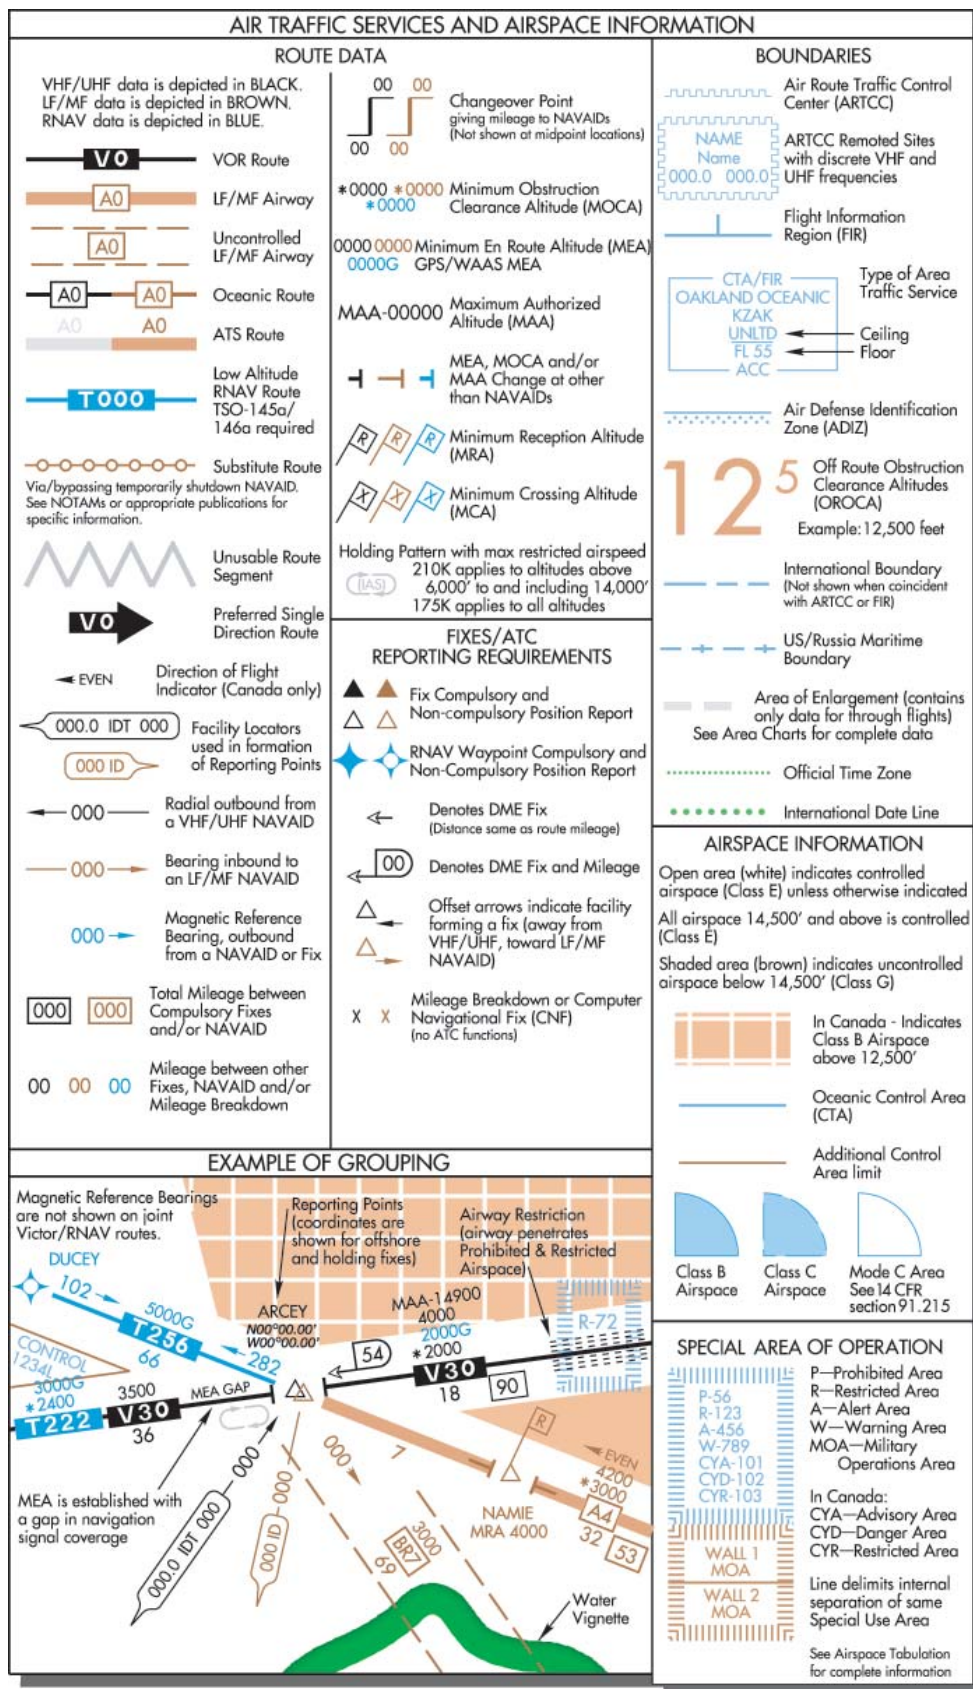 AIR TRAFFIC SERVICES AND AIRSPACE INFORMATION
ROUTE DATA
VHF/UHF data is depicted in BLACK.
LF/MF data is depicted in BROWN.
RNAV data is depicted in BLUE.
V0
VOR Route
A0
LF/MF Airway
A0
Uncontrolled
LF/MF Airway
A0 A0
Oceanic Route
A0 A0
ATS Route
T000
Low Altitude
RNAV Route
TSO-145a/
146a required
Substitute Route
Via/bypassing temporarily shutdown NAVAID.
See NOTAMs or appropriate publications for
specific information.
Unusable Route
Segment
V0
Preferred Single
Direction Route
EVEN
Direction of Flight
Indicator (Canada only)
000.0 IDT 000
000 ID
Facility Locators
used in formation
of Reporting Points
000
Radial outbound from
a VHF/UHF NAVAID
000
Bearing inbound to
an LF/MF NAVAID
000
Magnetic Reference
Bearing, outbound
from a NAVAID or Fix
000 000
Total Mileage between
Compulsory Fixes
and/or NAVAID
00 00 00
Mileage between other
Fixes, NAVAID and/or
Mileage Breakdown
00 00
00 00
Changeover Point
giving mileage to NAVAIDs
(Not shown at midpoint locations)
*0000 *0000
*0000
Minimum Obstruction
Clearance Altitude (MOCA)
0000 0000
0000G
Minimum En Route Altitude (MEA)
GPS/WAAS MEA
MAA-00000
Maximum Authorized
Altitude (MAA)
MEA, MOCA and/or
MAA Change at other
than NAVAIDs
R R R
Minimum Reception Altitude
(MRA)
X X X
Minimum Crossing Altitude
(MCA)
Holding Pattern with max restricted airspeed
210K applies to altitudes above
6,000' to and including 14,000'
175K applies to all altitudes
(IAS)
FIXES/ATC
REPORTING REQUIREMENTS
Fix Compulsory and
Non-compulsory Position Report
RNAV Waypoint Compulsory and
Non-Compulsory Position Report
Denotes DME Fix
(Distance same as route mileage)
00
Denotes DME Fix and Mileage
Offset arrows indicate facility
forming a fix (away from
VHF/UHF, toward LF/MF
NAVAID)
X X
Mileage Breakdown or Computer
Navigational Fix (CNF)
(no ATC functions)
BOUNDARIES
Air Route Traffic Control
Center (ARTCC)
NAME
Name
000.0 000.0
ARTCC Remoted Sites
with discrete VHF and
UHF frequencies
Flight Information
Region (FIR)
CTA/FIR
OAKLAND OCEANIC
KZAK
UNLTD
FL 55
ACC
Type of Area
Traffic Service
Ceiling
Floor
Air Defense Identification
Zone (ADIZ)
12 5
Off Route Obstruction
Clearance Altitudes
(OROCA)
Example: 12,500 feet
International Boundary
(Not shown when coincident
with ARTCC or FIR)
US/Russia Maritime
Boundary
Area of Enlargement (contains
only data for through flights)
See Area Charts for complete data
Official Time Zone
International Date Line
AIRSPACE INFORMATION
Open area (white) indicates controlled
airspace (Class E) unless otherwise indicated
All airspace 14,500' and above is controlled
(Class E)
Shaded area (brown) indicates uncontrolled
airspace below 14,500' (Class G)
In Canada - Indicates
Class B Airspace
above 12,500'
Oceanic Control Area
(CTA)
Additional Control
Area limit
Class B
Airspace
Class C
Airspace
Mode C Area
See 14 CFR
section 91.215
SPECIAL AREA OF OPERATION
P-56
R-123
A-456
W-789
CYA-101
CYD-102
CYR-103
WALL 1
MOA
WALL 2
MOA
P—Prohibited Area
R—Restricted Area
A—Alert Area
W—Warning Area
MOA—Military
Operations Area
In Canada:
CYA—Advisory Area
CYD—Danger Area
CYR—Restricted Area
Line delimits internal
separation of same
Special Use Area
See Airspace Tabulation
for complete information
EXAMPLE OF GROUPING
Magnetic Reference Bearings
are not shown on joint
Victor/RNAV routes.
DUCEY
102
5000G
T256
66
282
CONTROL
1234L
3000G
*2400
T222
3500
V30
36
MEA GAP
MEA is established with
a gap in navigation
signal coverage
Reporting Points
(coordinates are
shown for offshore
and holding fixes)
ARCEY
N00°00.00'
W00°00.00'
Airway Restriction
(airway penetrates
Prohibited & Restricted
Airspace)
MAA-14900
4000
2000G
*2000
54
V30
18
90
R-72
000
000.0 IDT 000
000
000 ID
000
7
R
NAMIE
MRA 4000
EVEN
4200
*3000
A4
32
53
3000
BR7
69
Water
Vignette